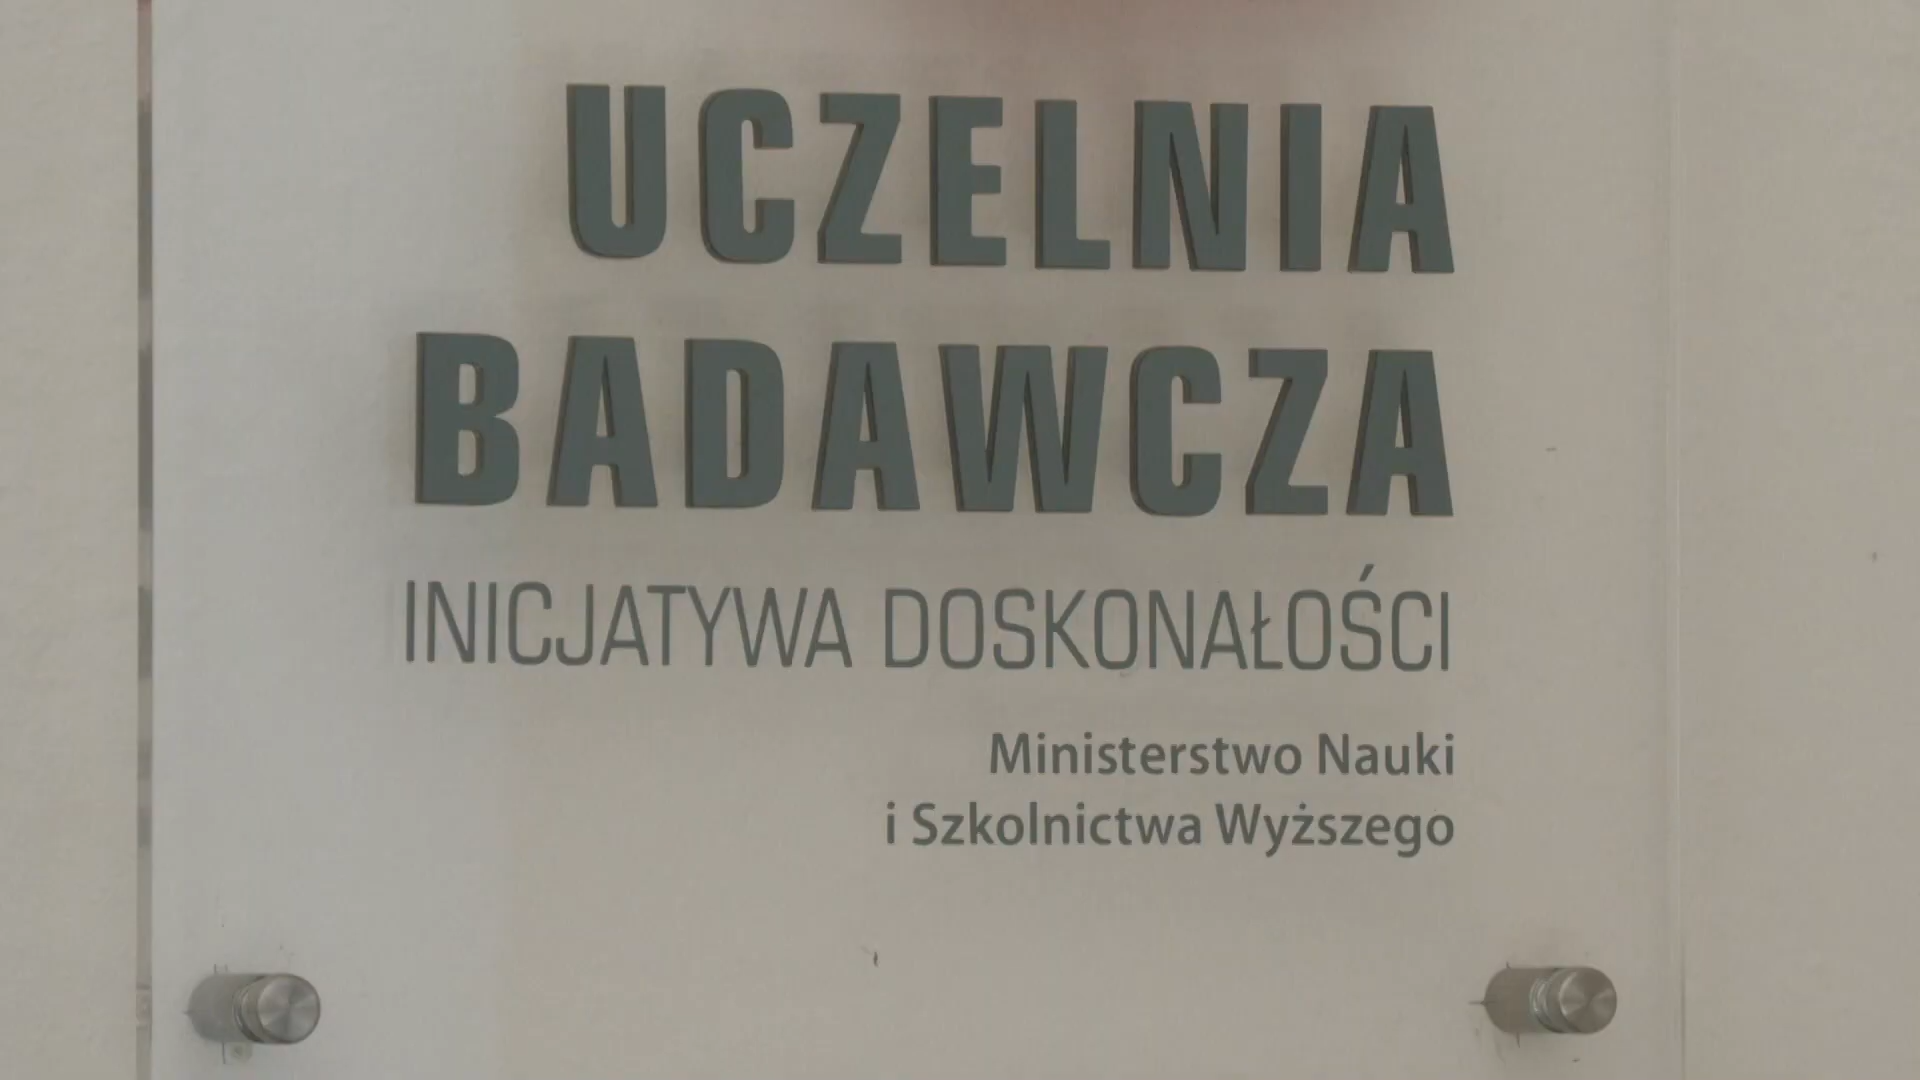 UCZELNIA
BADAWCZA
INICJATYWA DOSKONAŁOŚCI
Ministerstwo Nauki
i Szkolnictwa Wyższego